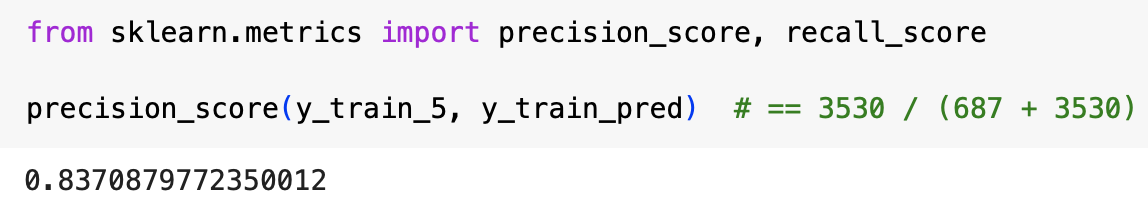 from sklearn.metrics import precision_score, recall_score
precision_score(y_train_5, y_train_pred)  # == 3530 / (687 + 3530)
0.8370879772350012